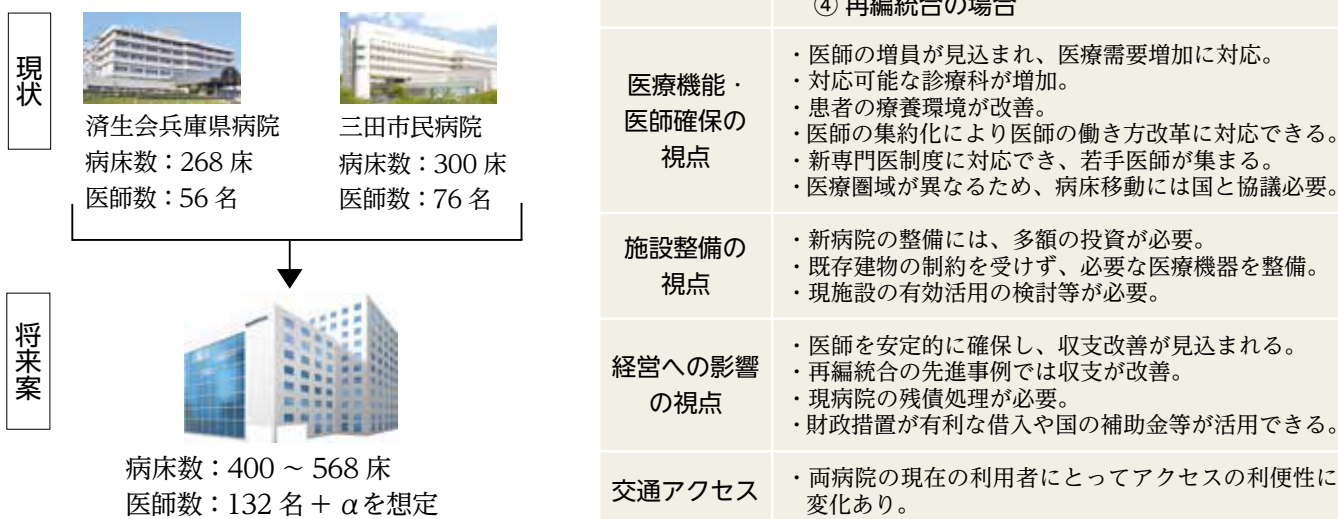 現状
済生会兵庫県病院
病床数：268 床
医師数：56 名
三田市民病院
病床数：300 床
医師数：76 名
将来案
病床数：400 ～ 568 床
医師数：132 名＋ αを想定
④ 再編統合の場合
医療機能・
医師確保の
視点
・医師の増員が見込まれ、医療需要増加に対応。
・対応可能な診療科が増加。
・患者の療養環境が改善。
・医師の集約化により医師の働き方改革に対応できる。
・新専門医制度に対応でき、若手医師が集まる。
・医療圏域が異なるため、病床移動には国と協議必要。
施設整備の
視点
・新病院の整備には、多額の投資が必要。
・既存建物の制約を受けず、必要な医療機器を整備。
・現施設の有効活用の検討等が必要。
経営への影響
の視点
・医師を安定的に確保し、収支改善が見込まれる。
・再編統合の先進事例では収支が改善。
・現病院の残債処理が必要。
・財政措置が有利な借入や国の補助金等が活用できる。
交通アクセス
・両病院の現在の利用者にとってアクセスの利便性に
変化あり。